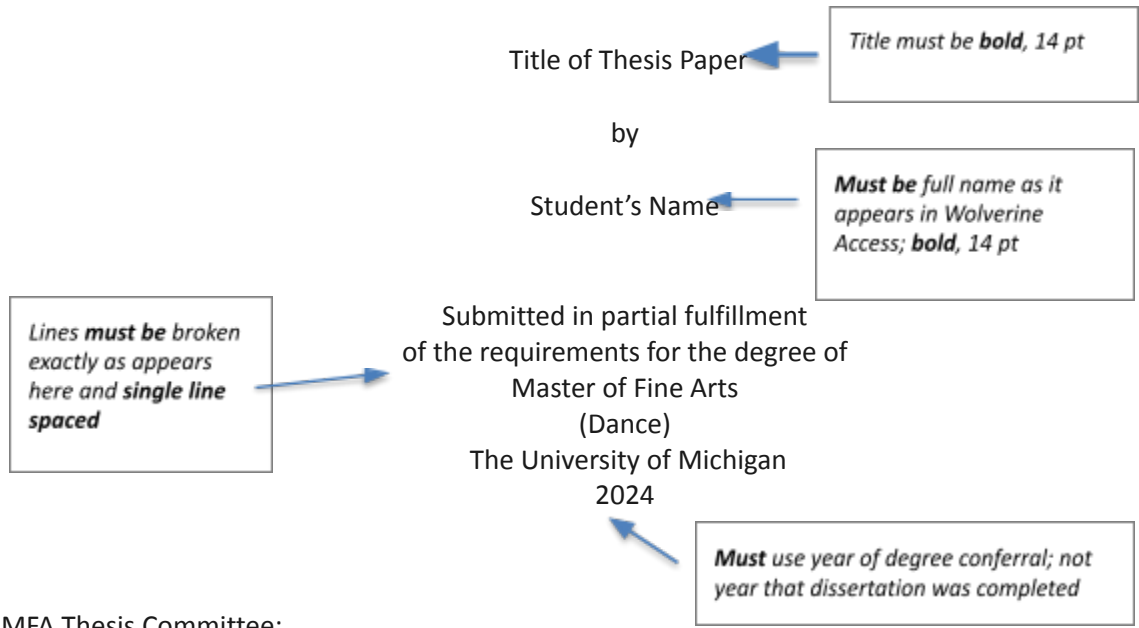 Title of Thesis Paper
Title must be bold, 14 pt
by
Student’s Name
Must be full name as it
appears in Wolverine
Access; bold, 14 pt
Lines must be broken
exactly as appears
here and single line
spaced
Submitted in partial fulfillment
of the requirements for the degree of
Master of Fine Arts
(Dance)
The University of Michigan
2024
Must use year of degree conferral; not
year that dissertation was completed
MFA Thesis Committee: